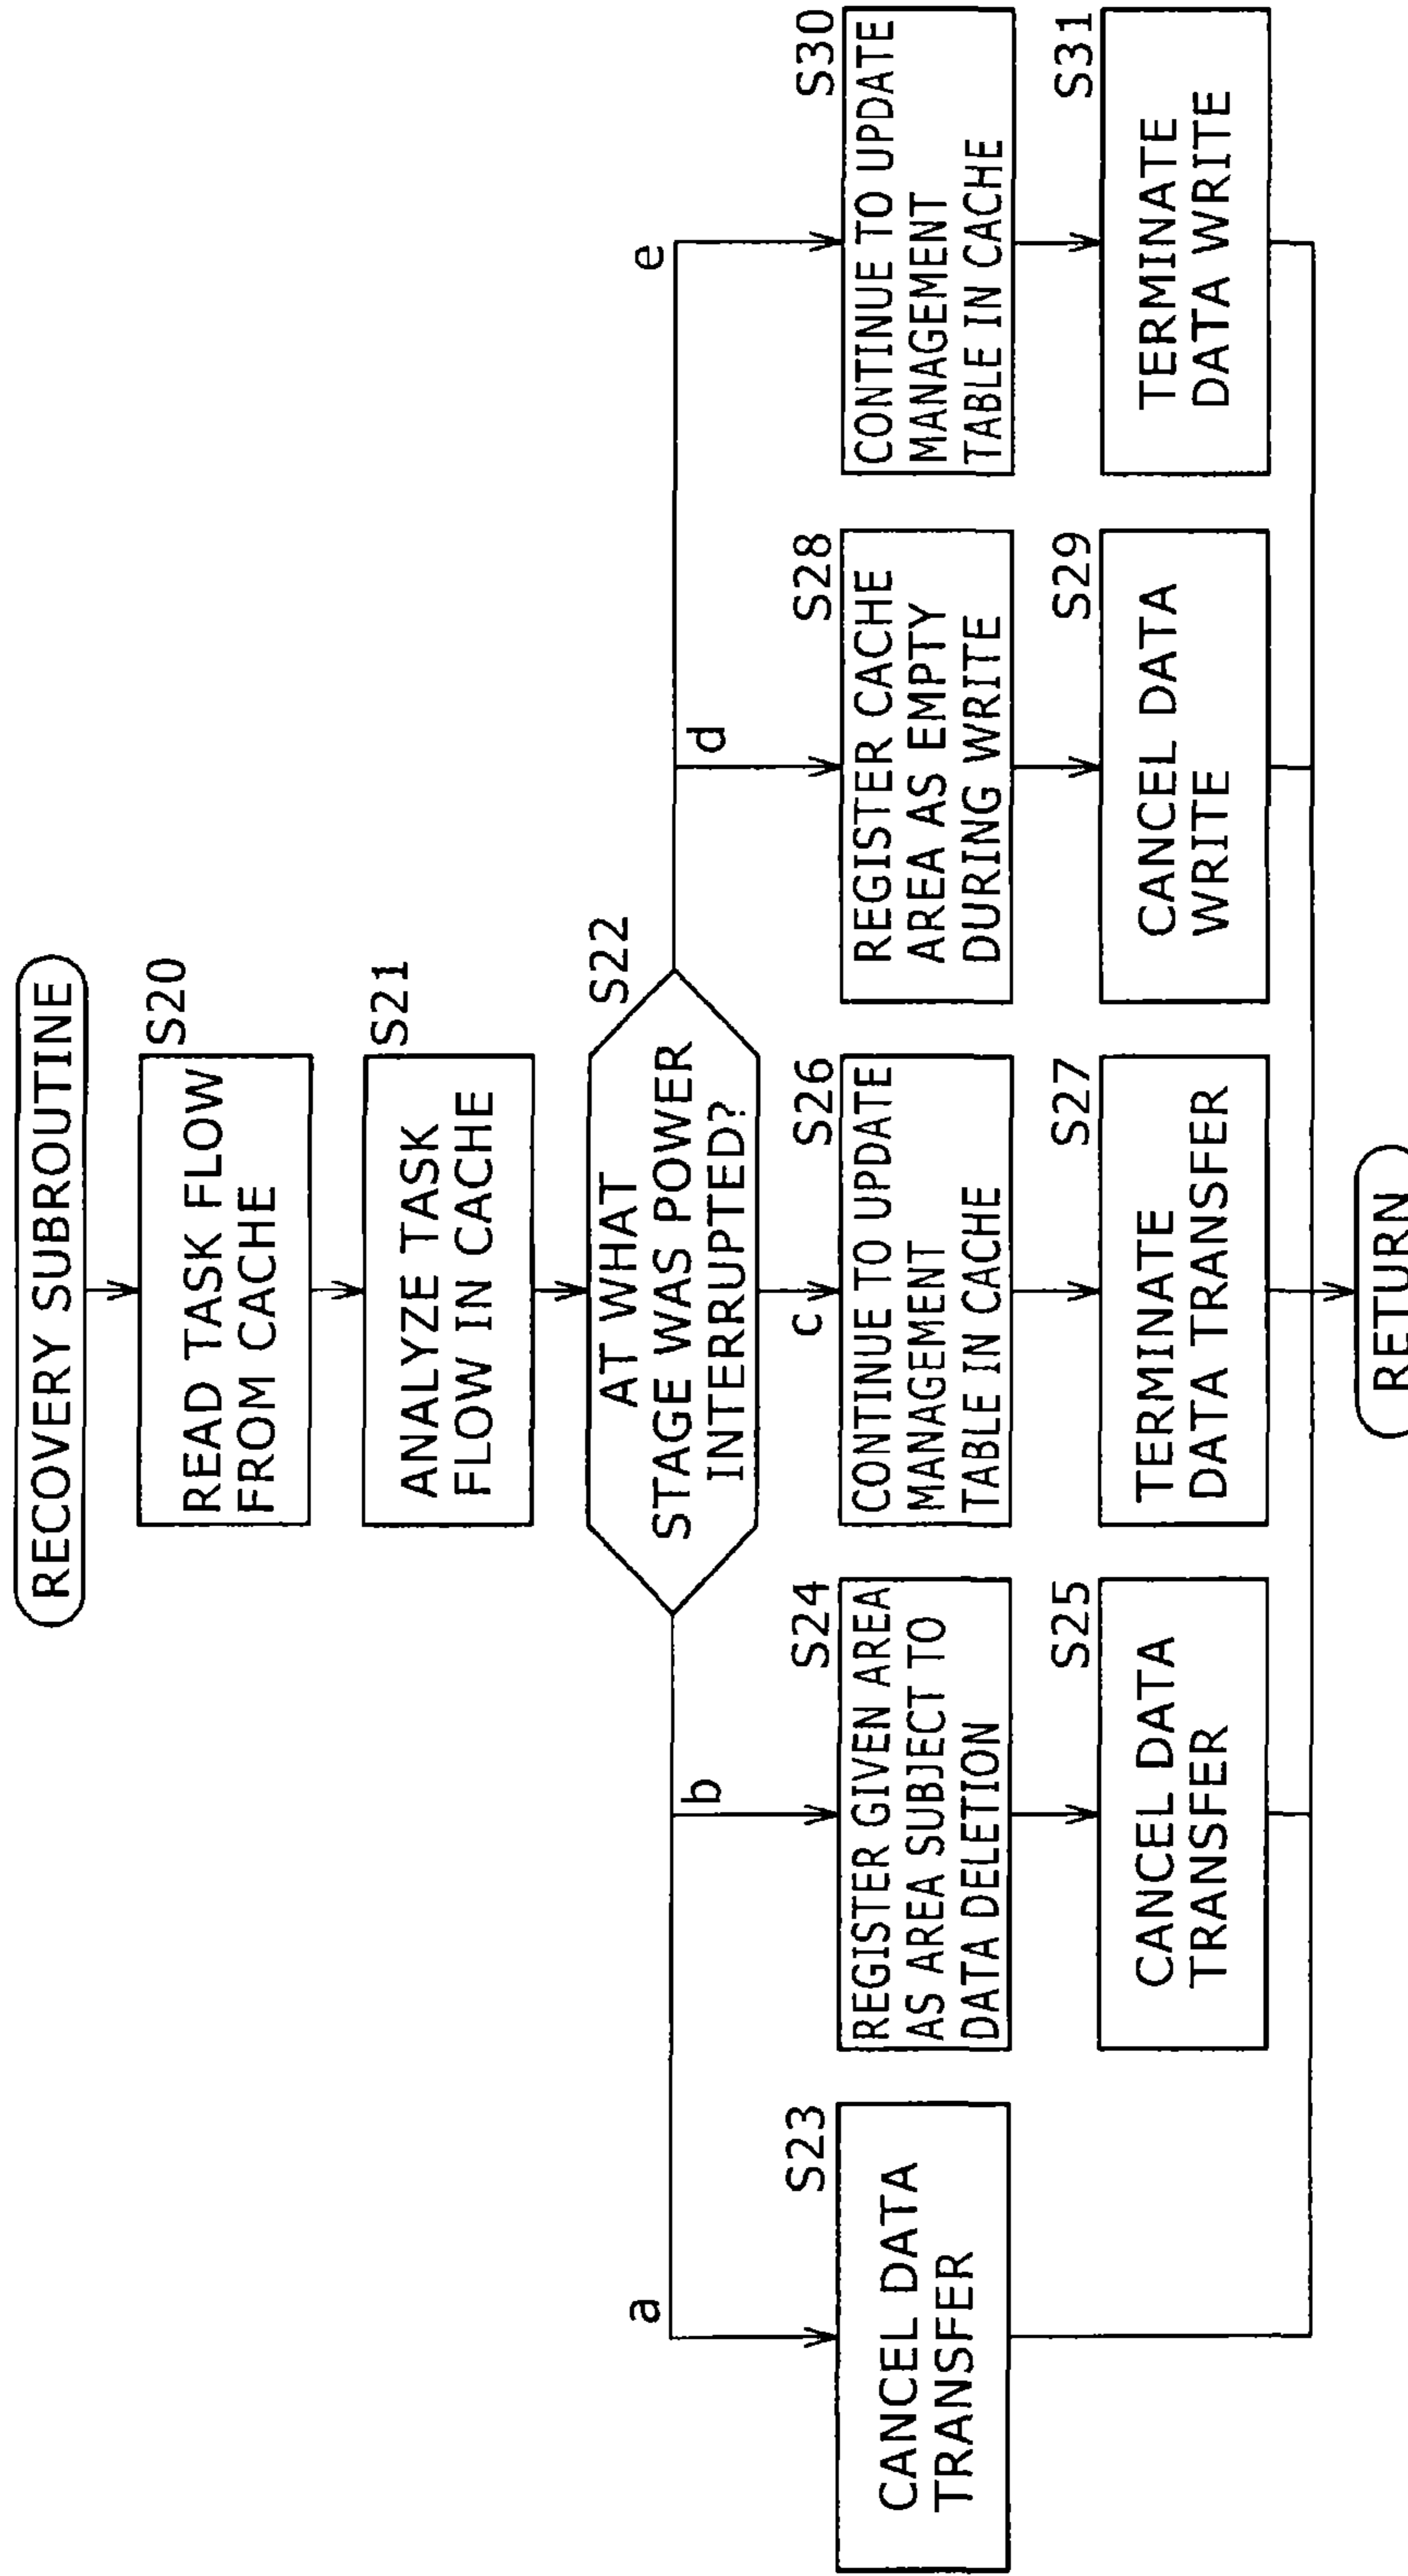 RECOVERY SUBROUTINE
S20
READ TASK FLOW
FROM CACHE
S21
ANALYZE TASK
FLOW IN CACHE
S22
AT WHAT
STAGE WAS POWER
INTERRUPTED?
a
S23
CANCEL DATA
TRANSFER
b
S24
REGISTER GIVEN AREA
AS AREA SUBJECT TO
DATA DELETION
S25
CANCEL DATA
TRANSFER
c
S26
CONTINUE TO UPDATE
MANAGEMENT
TABLE IN CACHE
S27
TERMINATE
DATA TRANSFER
d
S28
REGISTER CACHE
AREA AS EMPTY
DURING WRITE
S29
CANCEL DATA
WRITE
e
S30
CONTINUE TO UPDATE
MANAGEMENT
TABLE IN CACHE
S31
TERMINATE
DATA WRITE
RETURN